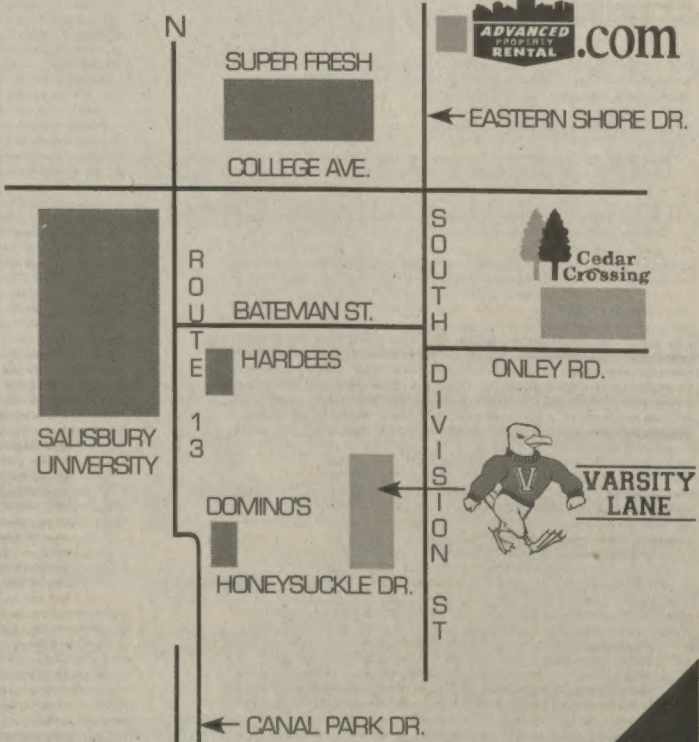 N
SUPER FRESH
ADVANCED
PROPERTY
RENTAL
.com
EASTERN SHORE DR.
COLLEGE AVE.
ROUTE 13
SOUTH DIVISION ST
Cedar
Crossing
BATEMAN ST.
HARDEES
ONLEY RD.
SALISBURY
UNIVERSITY
V
VARSITY
LANE
DOMINO'S
HONEYSUCKLE DR.
CANAL PARK DR.